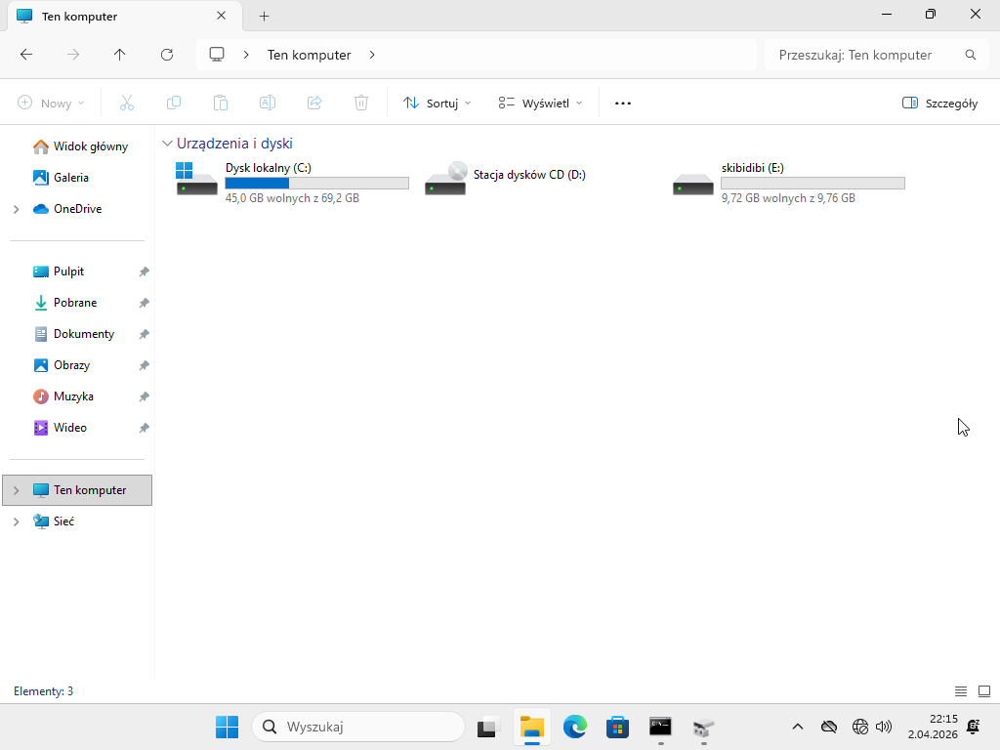 Ten komputer
Ten komputer
Przeszukaj: Ten komputer
Nowy
Sortuj
Wyświetl
Szczegóły
Widok główny
Galeria
OneDrive
Pulpit
Pobrane
Dokumenty
Obrazy
Muzyka
Wideo
Ten komputer
Sieć
Urządzenia i dyski
Dysk lokalny (C:)
45,0 GB wolnych z 69,2 GB
Stacja dysków CD (D:)
skibidibi (E:)
9,72 GB wolnych z 9,76 GB
Elementy: 3
Wyszukaj
22:15
2.04.2026